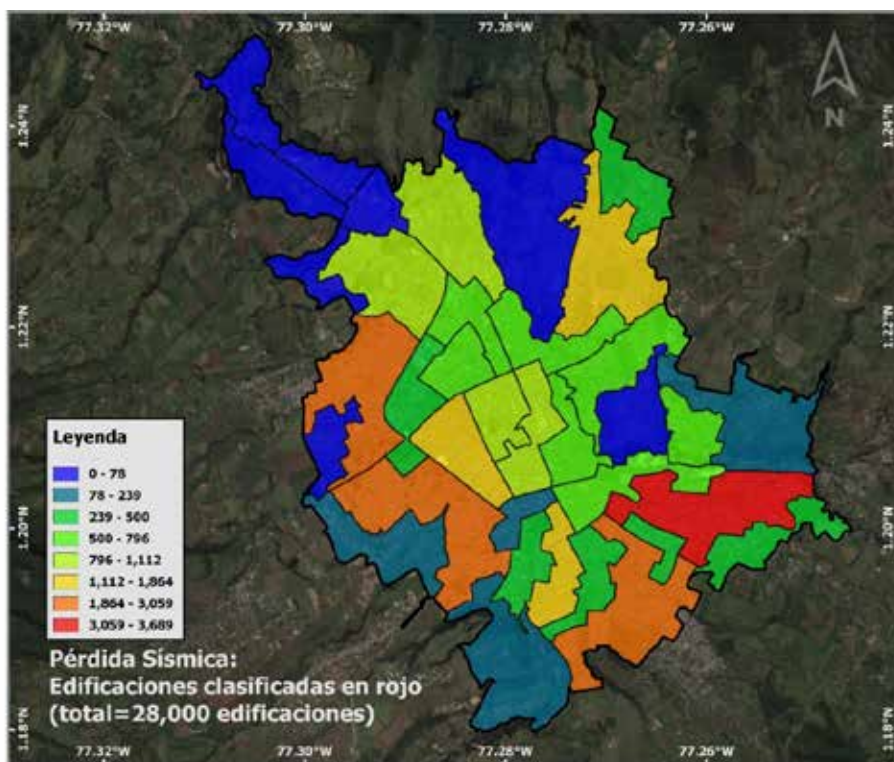 77.32°W 77.30°W 77.28°W 77.26°W
1.24°N 1.24°N
N
1.22°N 1.22°N
Leyenda
0 - 78
78 - 239
239 - 500
500 - 796
796 - 1,112
1,112 - 1,864
1,864 - 3,059
3,059 - 3,689
1.20°N 1.20°N
Pérdida Sísmica:
Edificaciones clasificadas en rojo
(total=28,000 edificaciones)
1.18°N 1.18°N
77.32°W 77.30°W 77.28°W 77.26°W